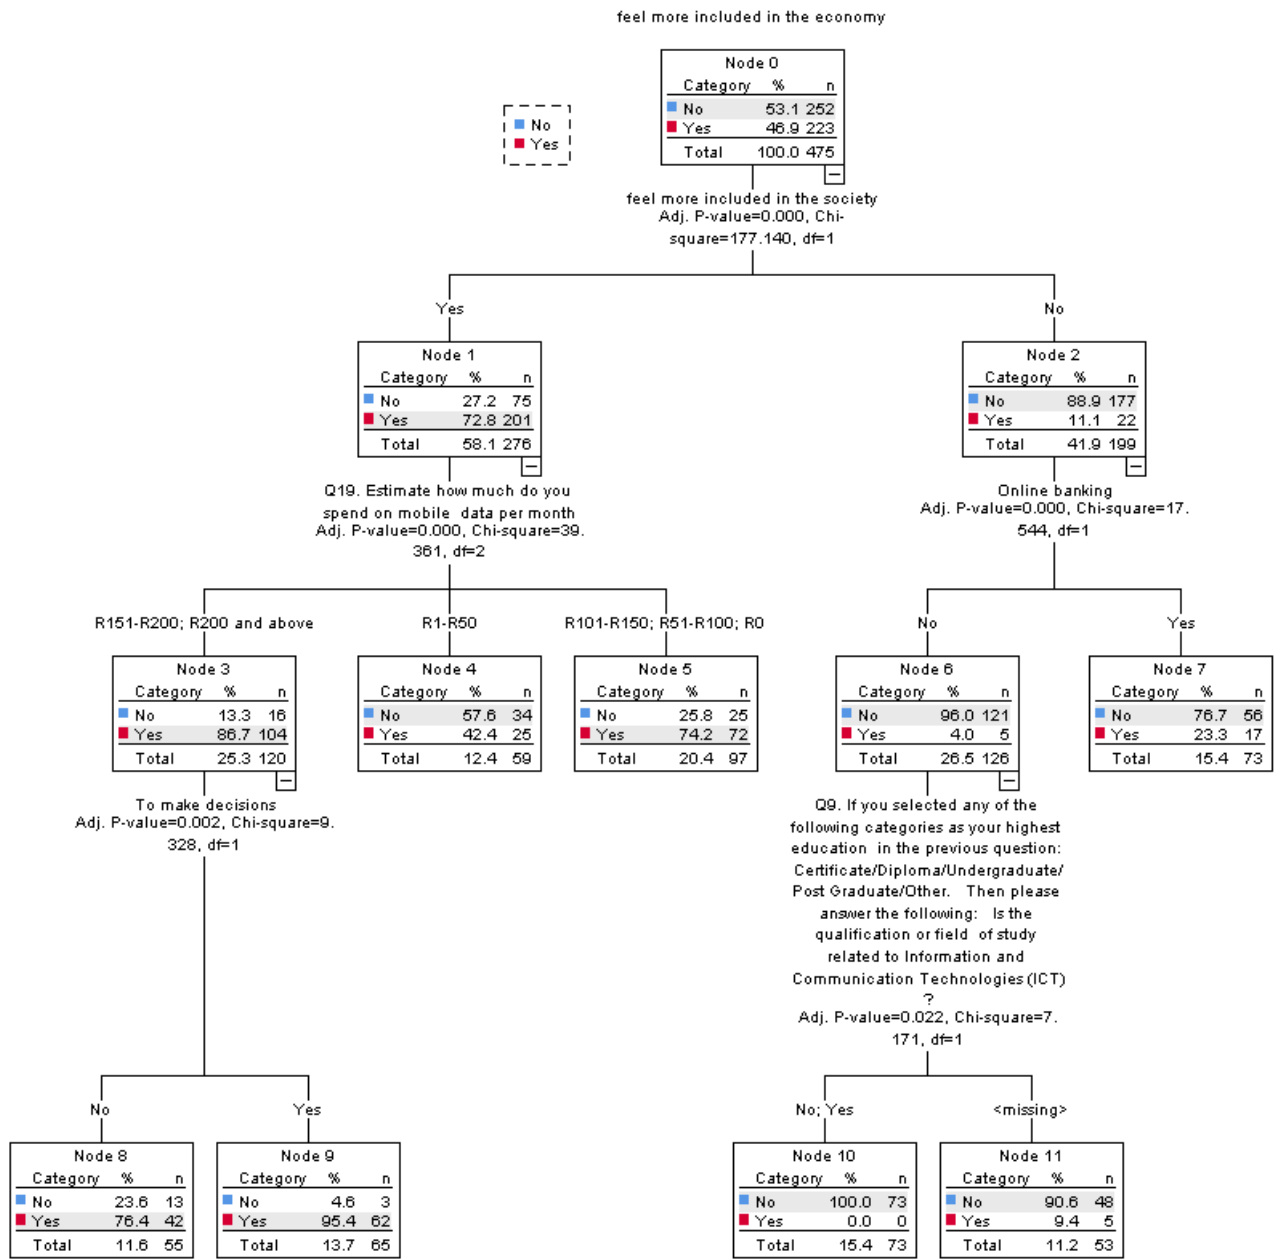 feel more included in the economy
Node 0
Category % n
No 53.1 252
Yes 46.9 223
Total 100.0 475
No
Yes
feel more included in the society
Adj. P-value=0.000, Chi-
square=177.140, df=1
Yes
No
Node 1
Category % n
No 27.2 75
Yes 72.8 201
Total 58.1 276
Node 2
Category % n
No 88.9 177
Yes 11.1 22
Total 41.9 199
Q19. Estimate how much do you
spend on mobile data per month
Adj. P-value=0.000, Chi-square=39.
361, df=2
Online banking
Adj. P-value=0.000, Chi-square=17.
544, df=1
R151-R200; R200 and above
R1-R50
R101-R150; R51-R100; R0
No
Yes
Node 3
Category % n
No 13.3 16
Yes 86.7 104
Total 25.3 120
Node 4
Category % n
No 57.6 34
Yes 42.4 25
Total 12.4 59
Node 5
Category % n
No 25.8 25
Yes 74.2 72
Total 20.4 97
Node 6
Category % n
No 96.0 121
Yes 4.0 5
Total 26.5 126
Node 7
Category % n
No 76.7 56
Yes 23.3 17
Total 15.4 73
To make decisions
Adj. P-value=0.002, Chi-square=9.
328, df=1
Q9. If you selected any of the
following categories as your highest
education in the previous question:
Certificate/Diploma/Undergraduate/
Post Graduate/Other. Then please
answer the following: Is the
qualification or field of study
related to Information and
Communication Technologies (ICT)
?
Adj. P-value=0.022, Chi-square=7.
171, df=1
No
Yes
No; Yes
<missing>
Node 8
Category % n
No 23.6 13
Yes 76.4 42
Total 11.6 55
Node 9
Category % n
No 4.6 3
Yes 95.4 62
Total 13.7 65
Node 10
Category % n
No 100.0 73
Yes 0.0 0
Total 15.4 73
Node 11
Category % n
No 90.6 48
Yes 9.4 5
Total 11.2 53